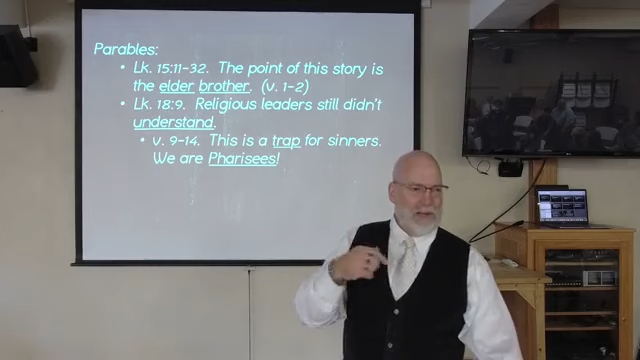 Parables:
• Lk. 15:11-32. The point of this story is
the elder brother. (v. 1-2)
• Lk. 18:9. Religious leaders still didn't
understand.
• v. 9-14. This is a trap for sinners.
We are Pharisees!